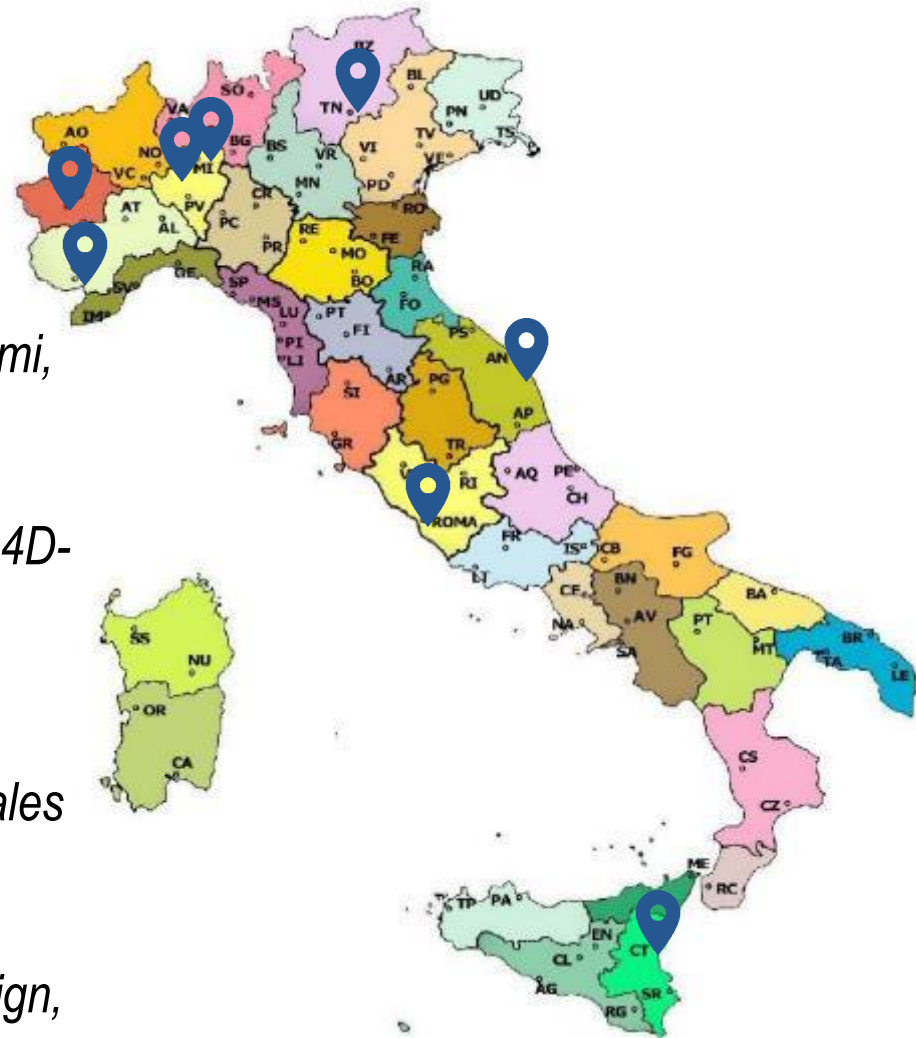 BZ
BL
SO
UD
TN
PN
VA
TV
TS
AO
VI
BG
BS
VE
NO
MI
VR
VC
PD
MN
CR
PV
AT
RO
PC
AL
RE
FE
PR
MO
GE
RA
BO
SP
SV
MS
FO
LU
PT
IM
PS
FI
mi,
PI
AN
LI
AR
PG
SI
AP
GR
TR
AQ
PE
RI
CH
ROMA
4D-
FR
IS
CB
FG
LT
BN
CE
BA
AV
PT
NA
SS
BR
MT
SA
TA
NU
LE
OR
CS
CA
ales
CZ
ME
RC
TP
PA
EN
CT
CL
AG
SR
ign,
RG